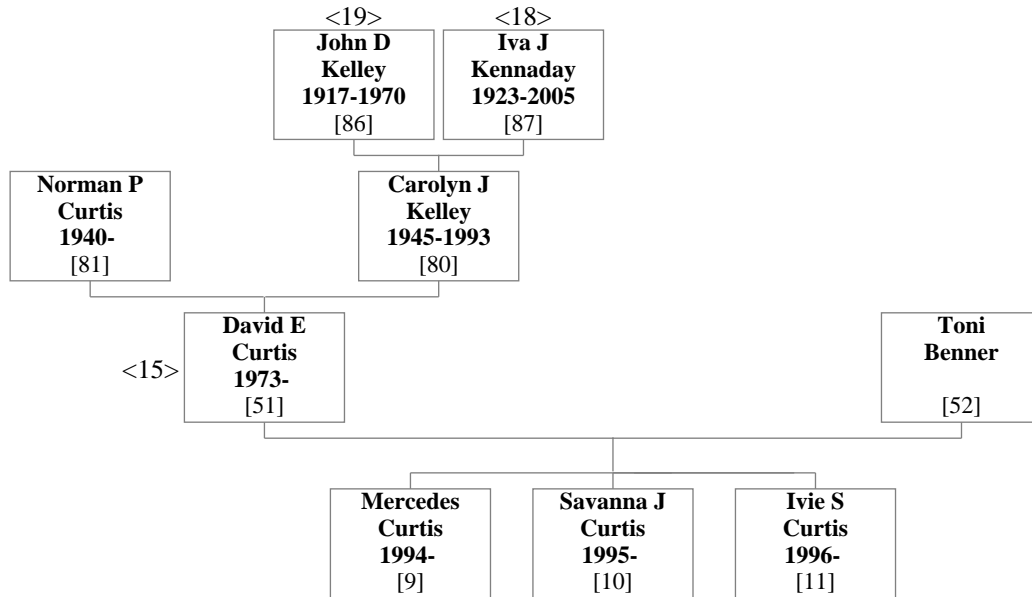 <19>
<18>
John D
Kelley
1917-1970
[86]
Iva J
Kennaday
1923-2005
[87]
Norman P
Curtis
1940-
[81]
Carolyn J
Kelley
1945-1993
[80]
<15>
David E
Curtis
1973-
[51]
Toni
Benner
[52]
Mercedes
Curtis
1994-
[9]
Savanna J
Curtis
1995-
[10]
Ivie S
Curtis
1996-
[11]